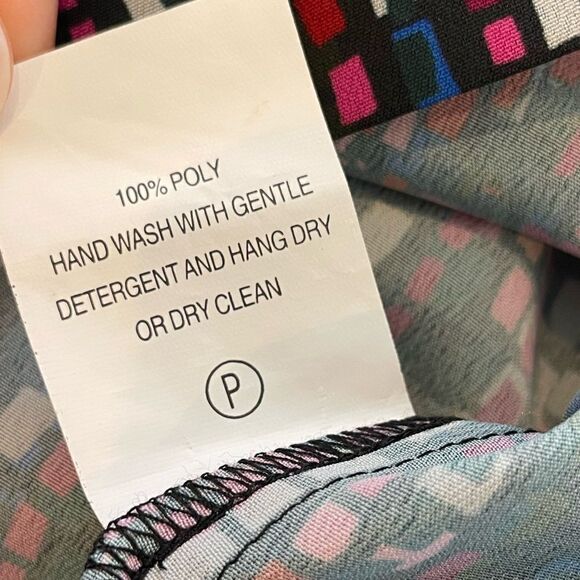 100% POLY
HAND WASH WITH GENTLE
DETERGENT AND HANG DRY
OR DRY CLEAN
P